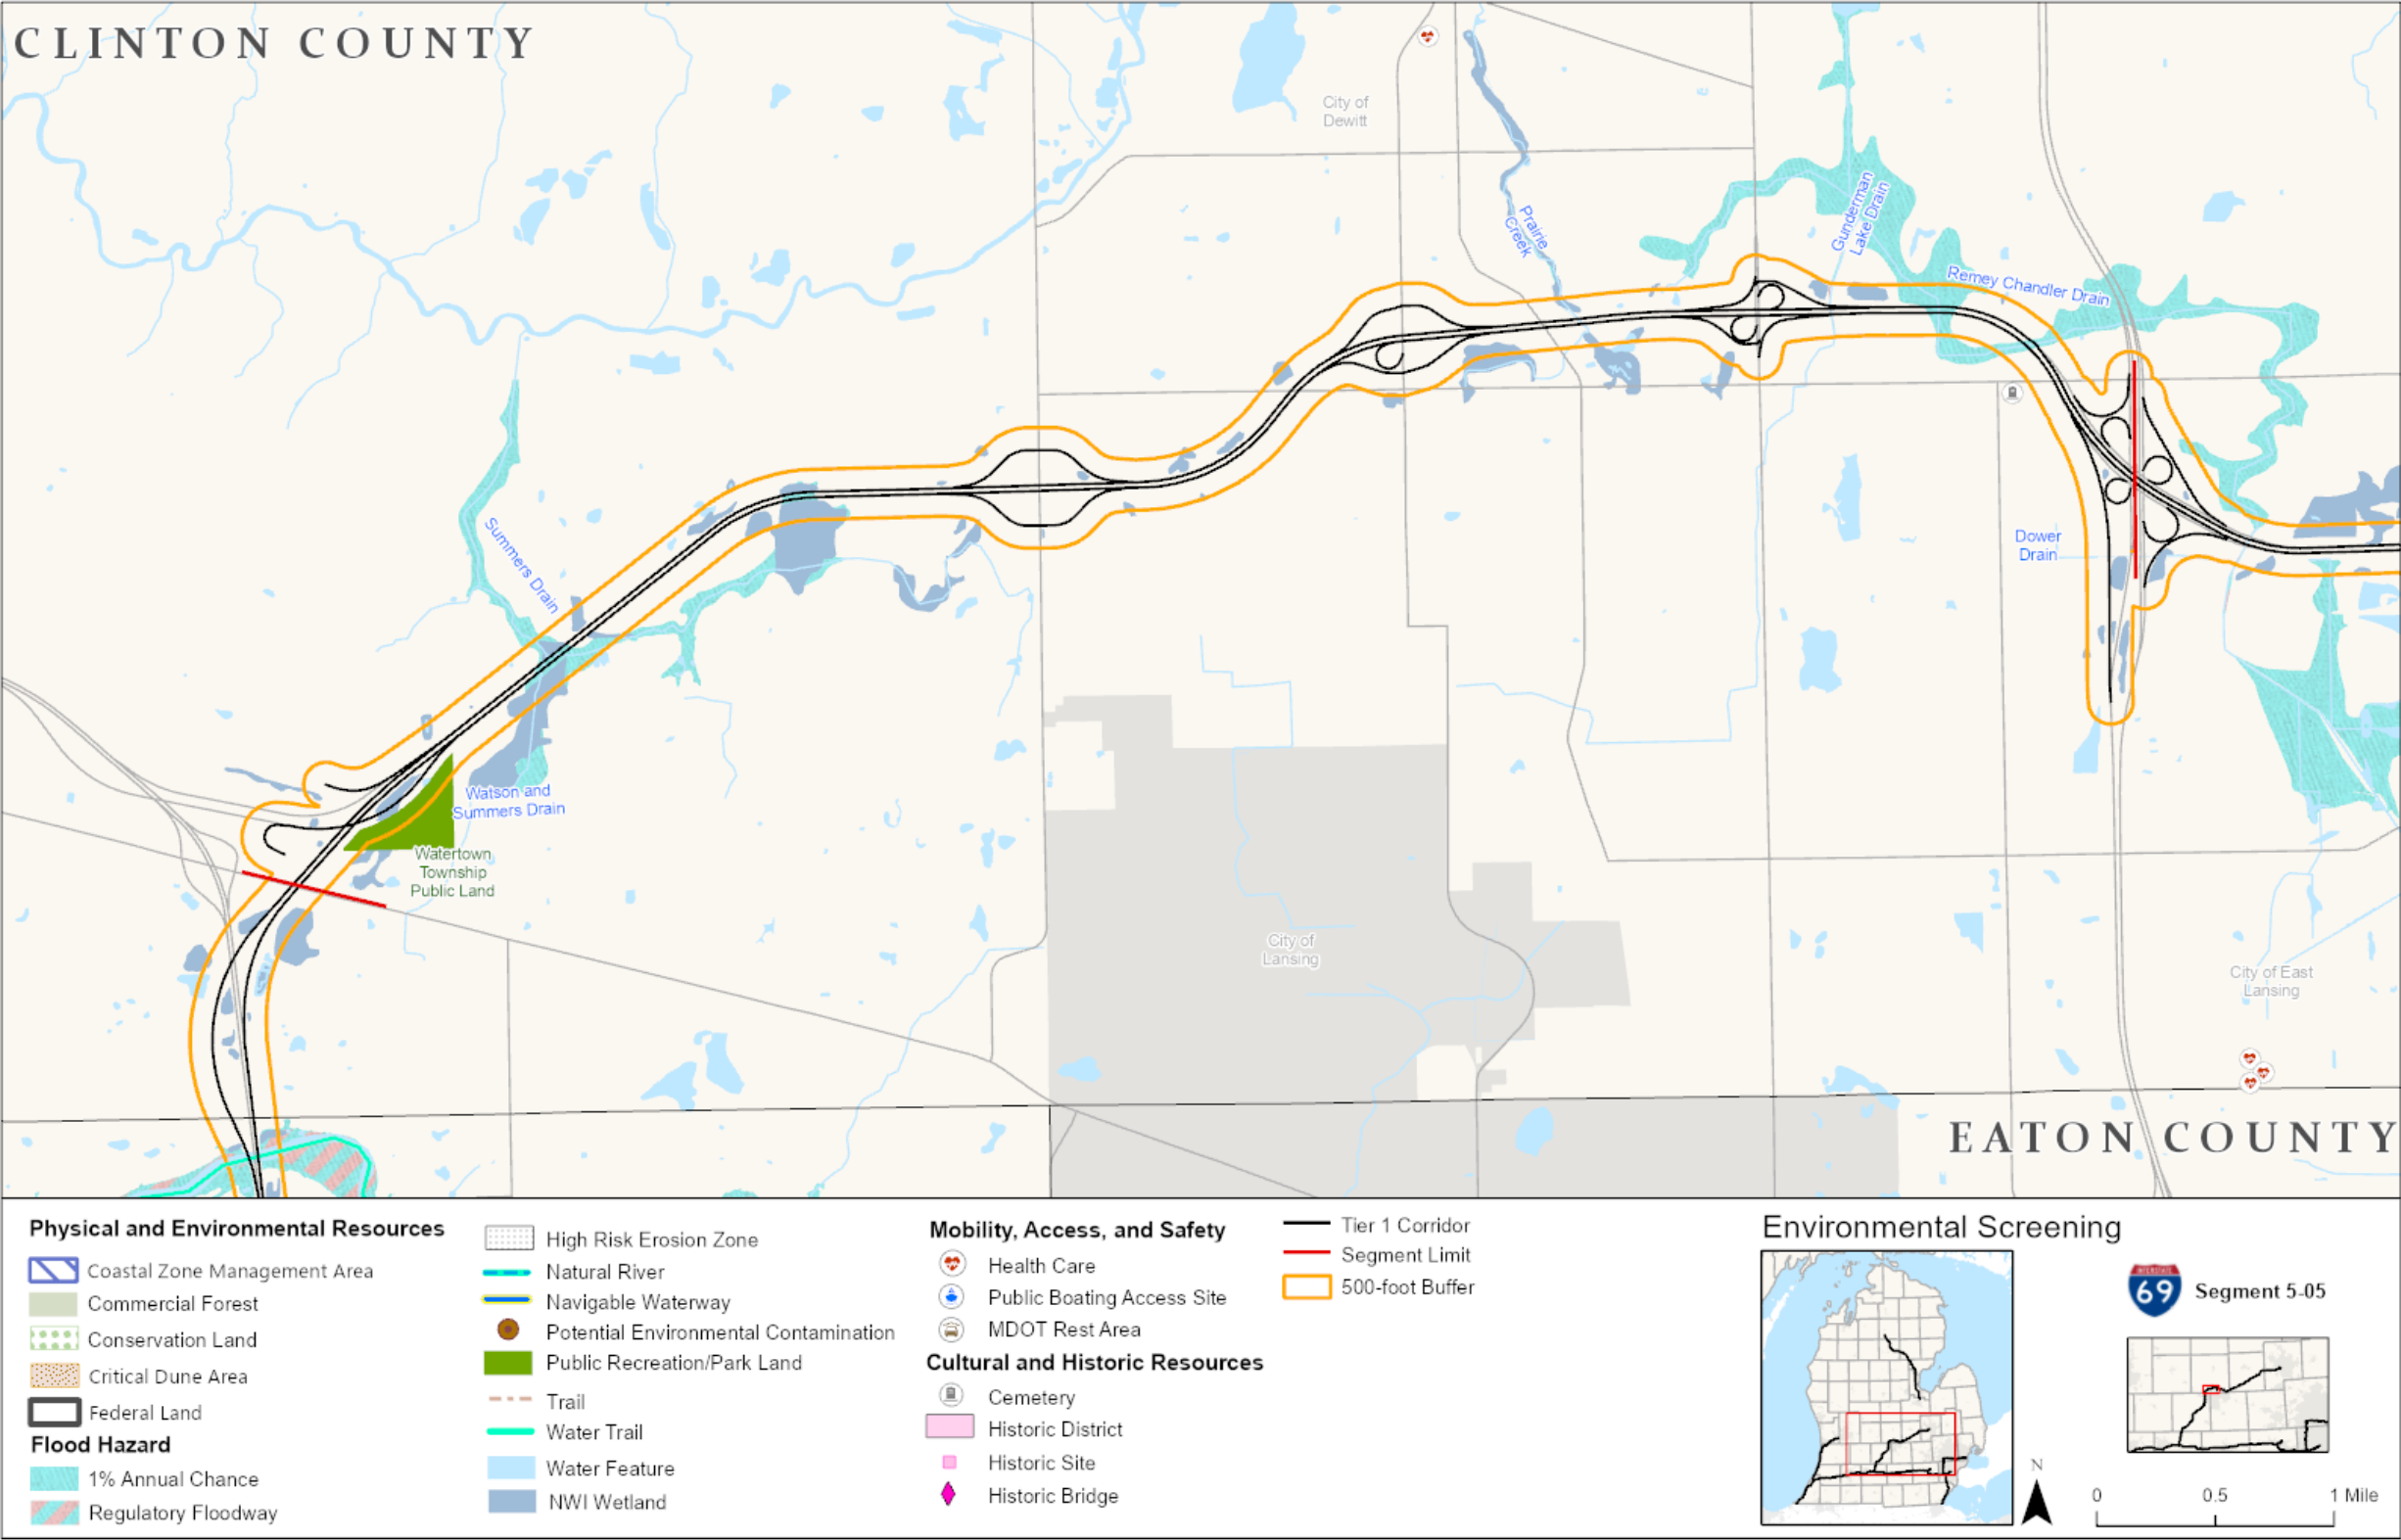 CLINTON COUNTY
City of
Dewitt
Prairie
Creek
Gunderman
Lake Drain
Remey Chandler Drain
Summers Drain
Dower
Drain
Watson and
Summers Drain
Watertown
Township
Public Land
City of
Lansing
City of East
Lansing
EATON COUNTY
Physical and Environmental Resources
Coastal Zone Management Area
Commercial Forest
Conservation Land
Critical Dune Area
Federal Land
Flood Hazard
1% Annual Chance
Regulatory Floodway
High Risk Erosion Zone
Natural River
Navigable Waterway
Potential Environmental Contamination
Public Recreation/Park Land
Trail
Water Trail
Water Feature
NWI Wetland
Mobility, Access, and Safety
Health Care
Public Boating Access Site
MDOT Rest Area
Cultural and Historic Resources
Cemetery
Historic District
Historic Site
Historic Bridge
Tier 1 Corridor
Segment Limit
500-foot Buffer
Environmental Screening
INTERSTATE
69
Segment 5-05
N
0 0.5 1 Mile